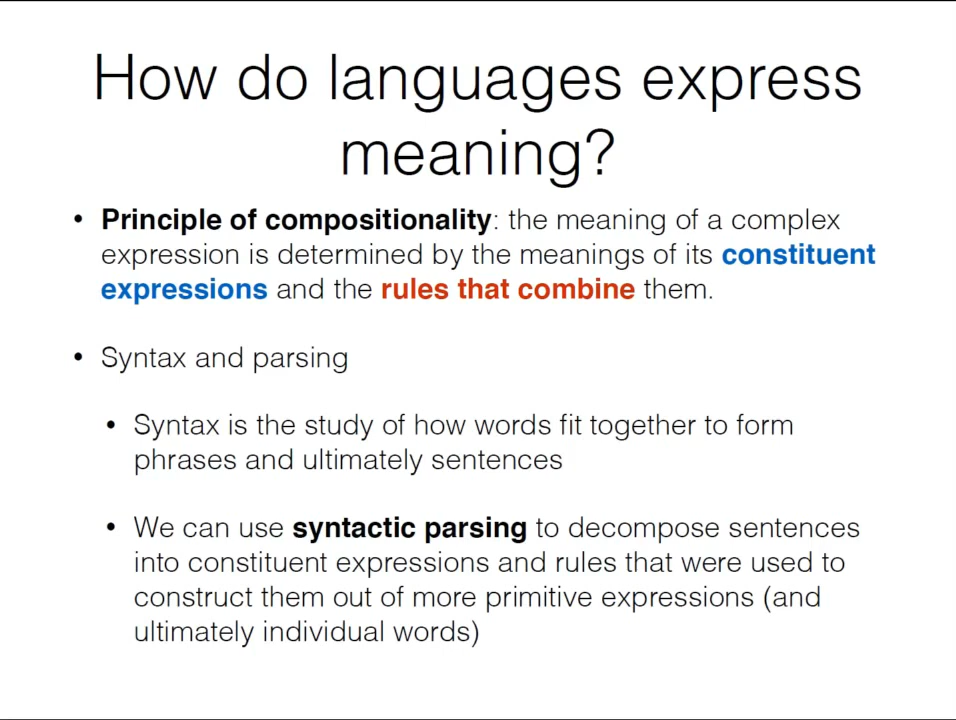 How do languages express
meaning?
• Principle of compositionality: the meaning of a complex
expression is determined by the meanings of its constituent
expressions and the rules that combine them.
• Syntax and parsing
• Syntax is the study of how words fit together to form
phrases and ultimately sentences
• We can use syntactic parsing to decompose sentences
into constituent expressions and rules that were used to
construct them out of more primitive expressions (and
ultimately individual words)